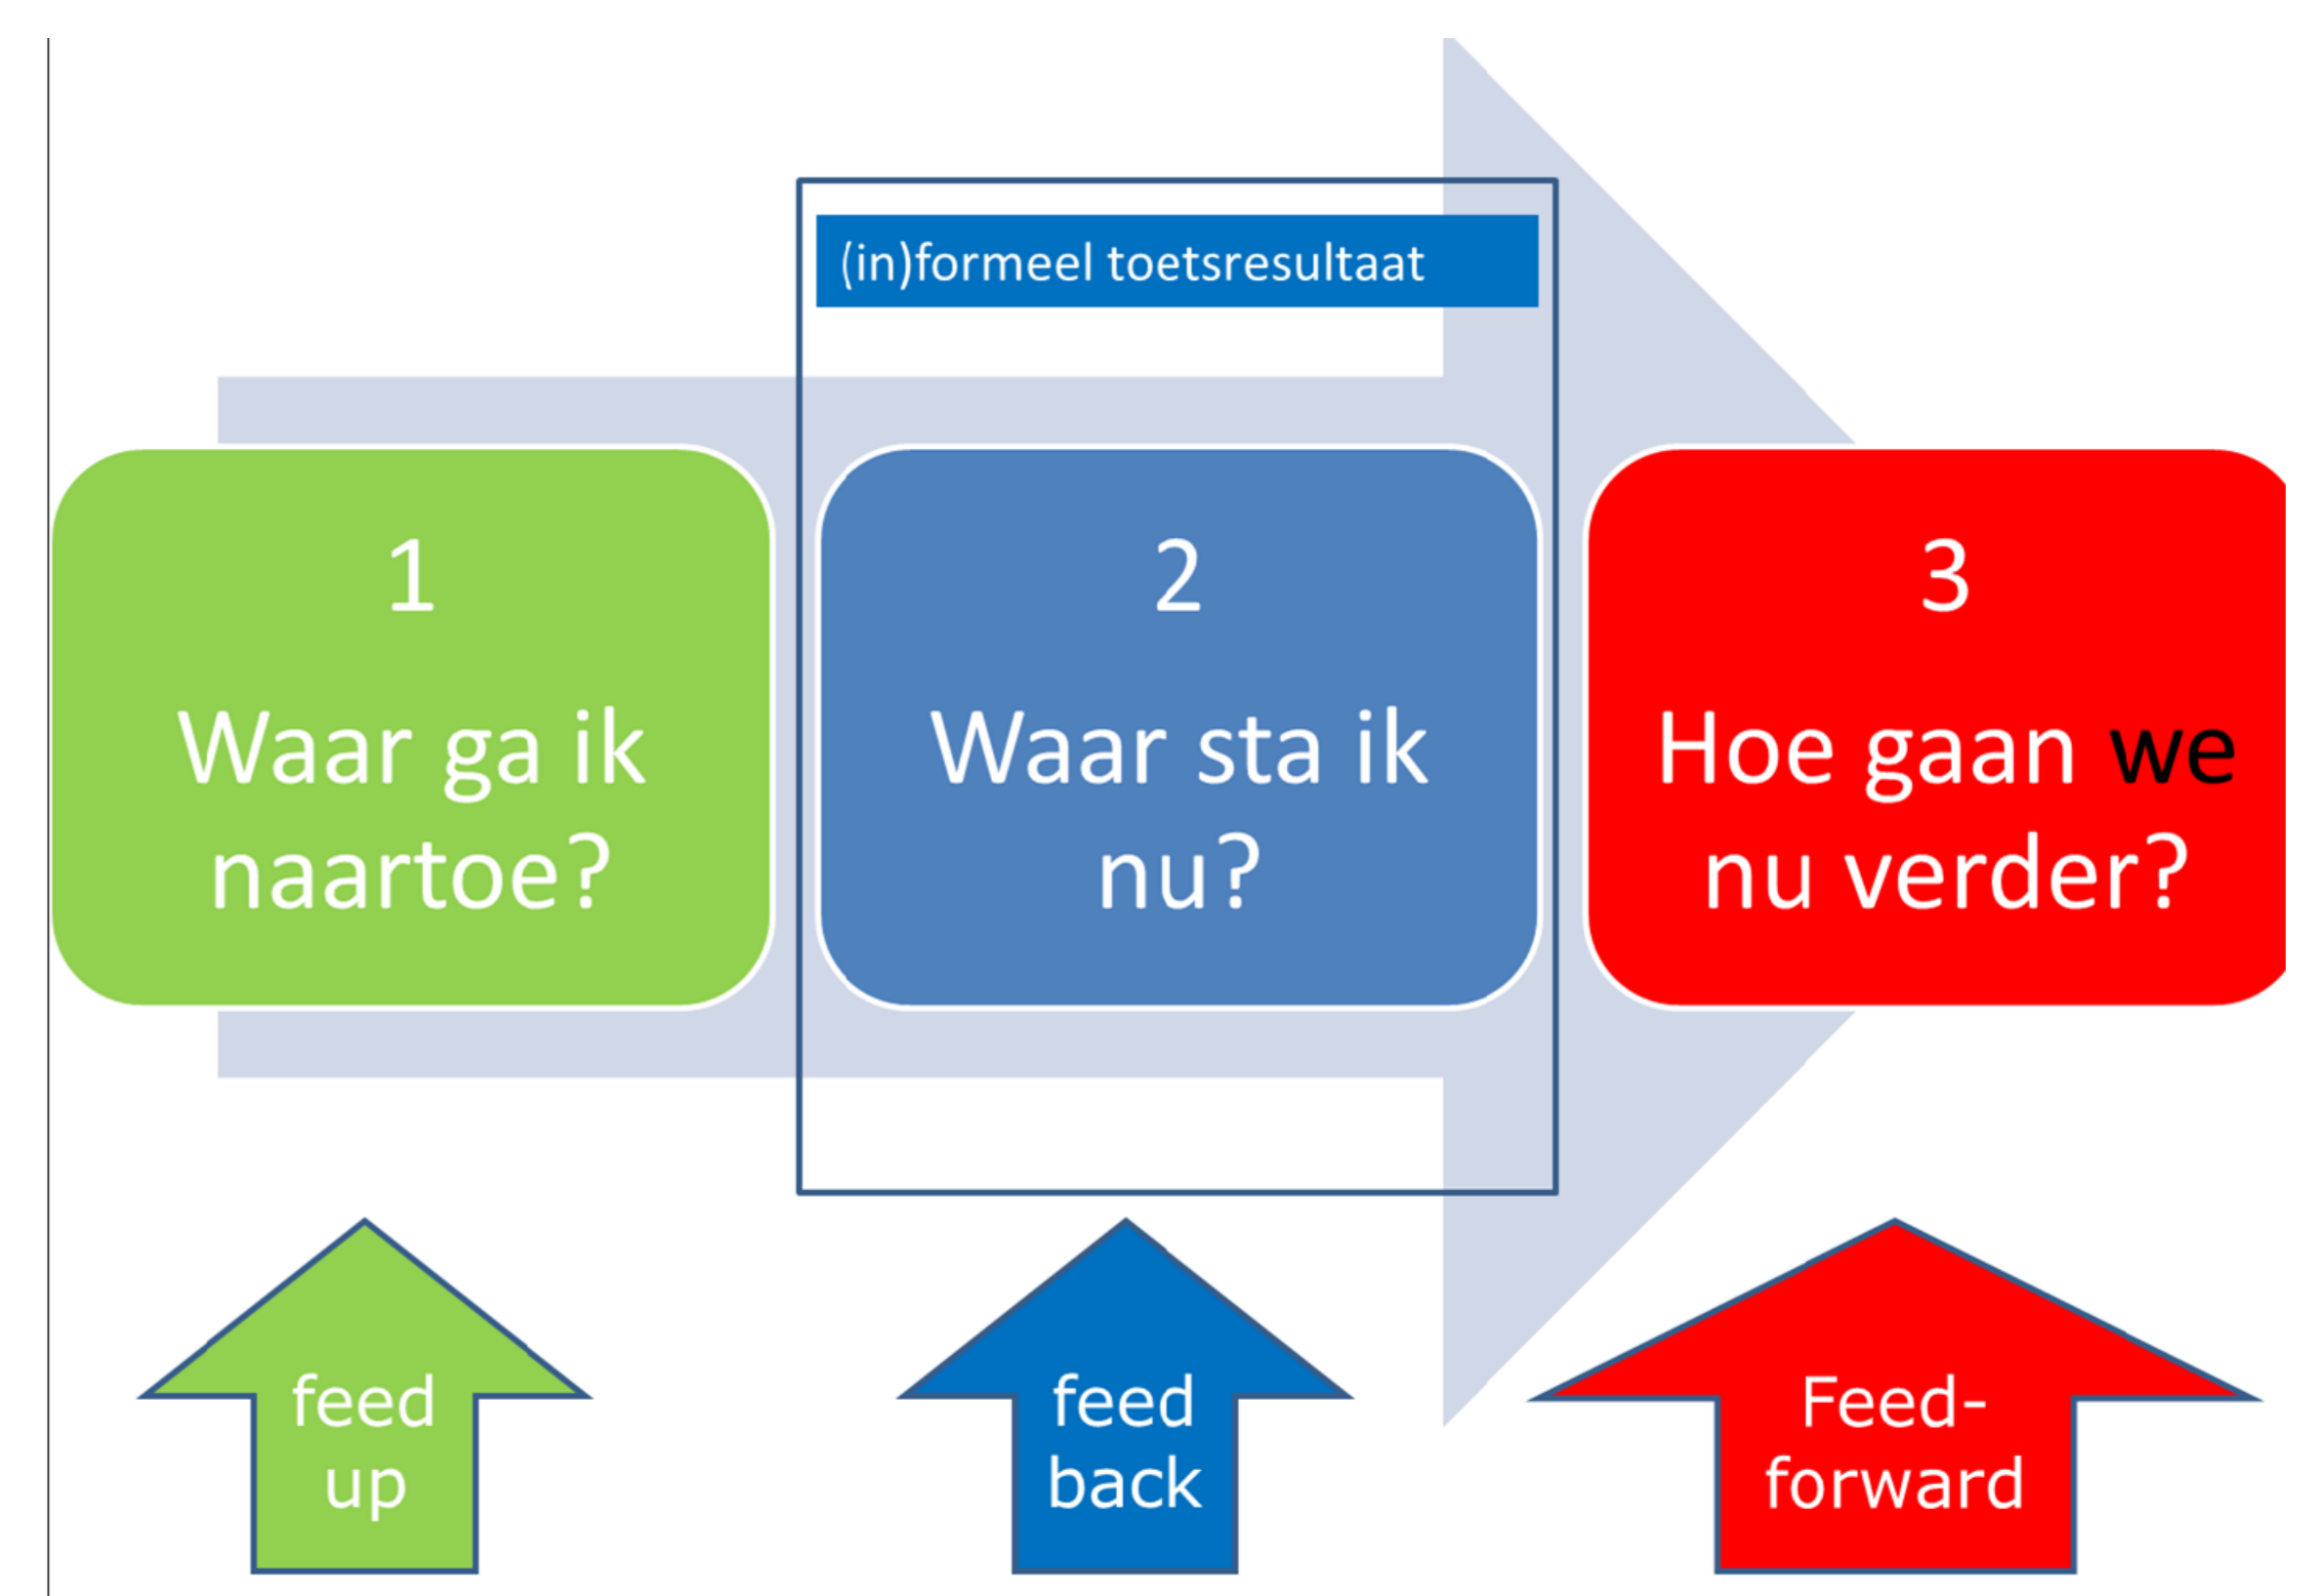 (in)formeel toetsresultaat
1
Waar ga ik
naartoe?
2
Waar sta ik
nu?
3
Hoe gaan we
nu verder?
feed
up
feed
back
Feed-
forward